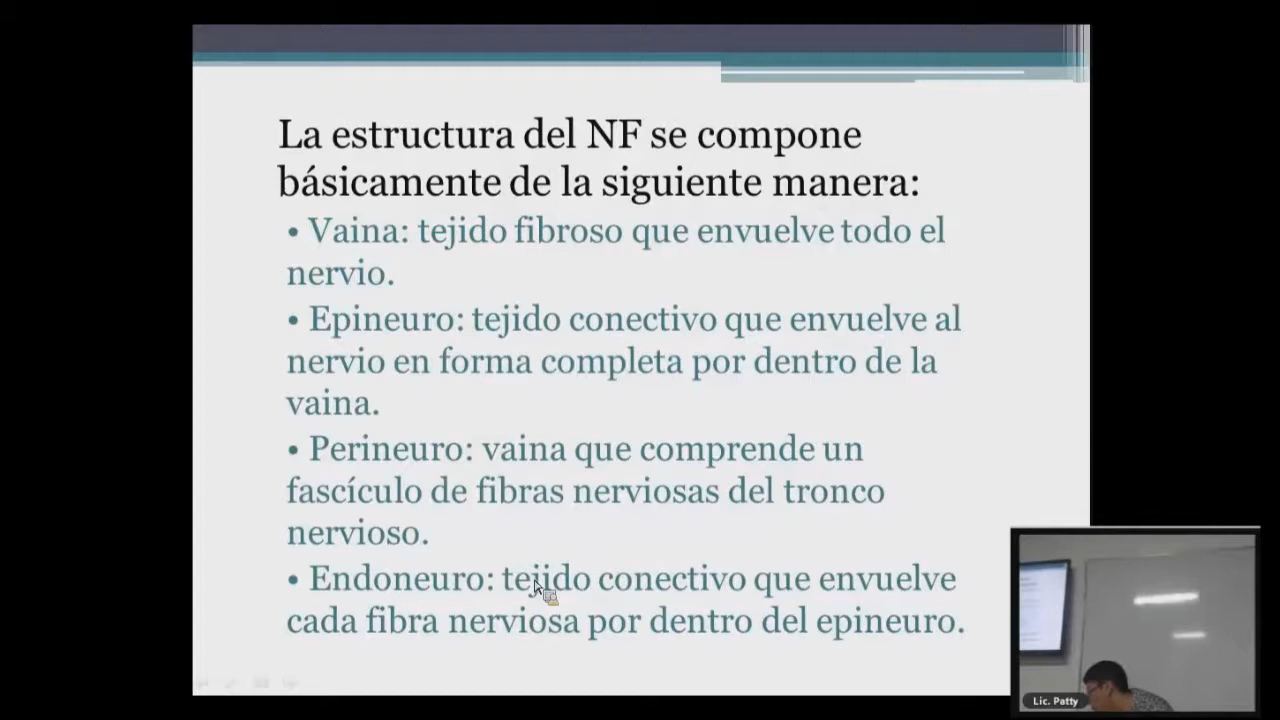 La estructura del NF se compone
básicamente de la siguiente manera:
• Vaina: tejido fibroso que envuelve todo el
nervio.
• Epineuro: tejido conectivo que envuelve al
nervio en forma completa por dentro de la
vaina.
• Perineuro: vaina que comprende un
fascículo de fibras nerviosas del tronco
nervioso.
• Endoneuro: tejido conectivo que envuelve
cada fibra nerviosa por dentro del epineuro.
Lic. Patty